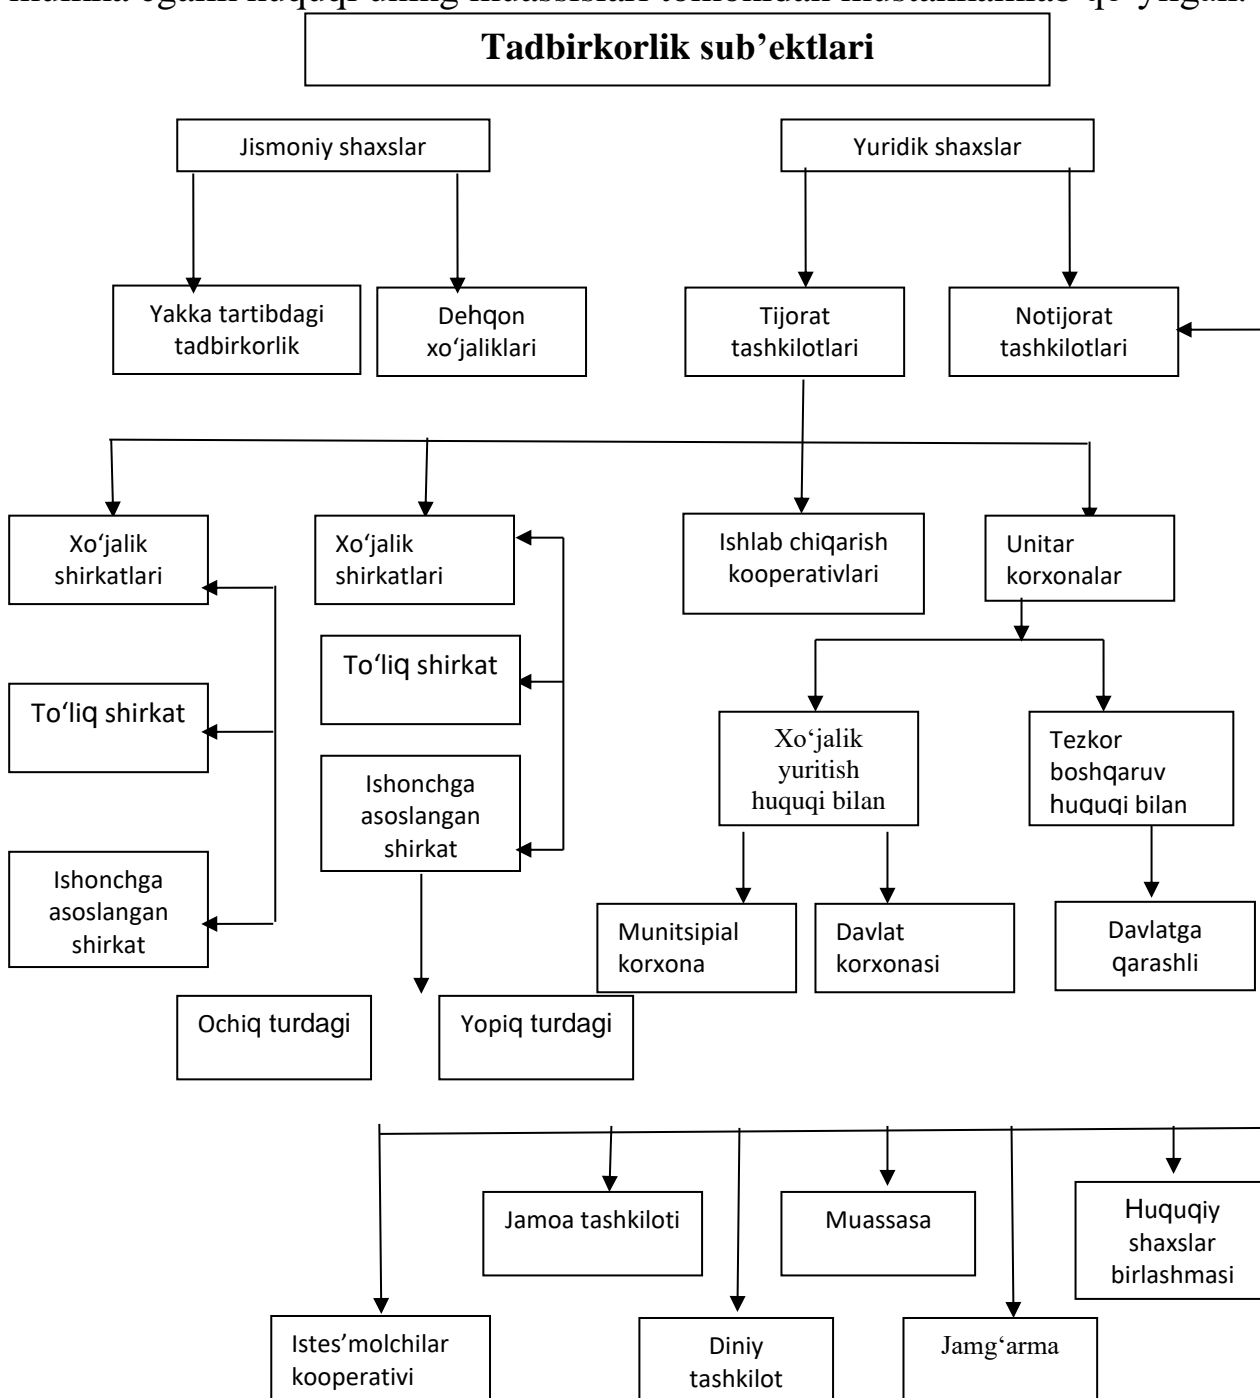 Tadbirkorlik sub’ektlari
Jismoniy shaxslar
Yuridik shaxslar
Yakka tartibdagi
tadbirkorlik
Dehqon
xo‘jaliklari
Tijorat
tashkilotlari
Notijorat
tashkilotlari
Xo‘jalik
shirkatlari
Xo‘jalik
shirkatlari
Ishlab chiqarish
kooperativlari
Unitar
korxonalar
To‘liq shirkat
To‘liq shirkat
Xo‘jalik
yuritish
huquqi bilan
Tezkor
boshqaruv
huquqi bilan
Ishonchga
asoslangan
shirkat
Ishonchga
asoslangan
shirkat
Munitsipial
korxona
Davlat
korxonasi
Davlatga
qarashli
Ochiq turdagi
Yopiq turdagi
Jamoa tashkiloti
Muassasa
Huquqiy
shaxslar
birlashmasi
Istes’molchilar
kooperativi
Diniy
tashkilot
Jamg‘arma